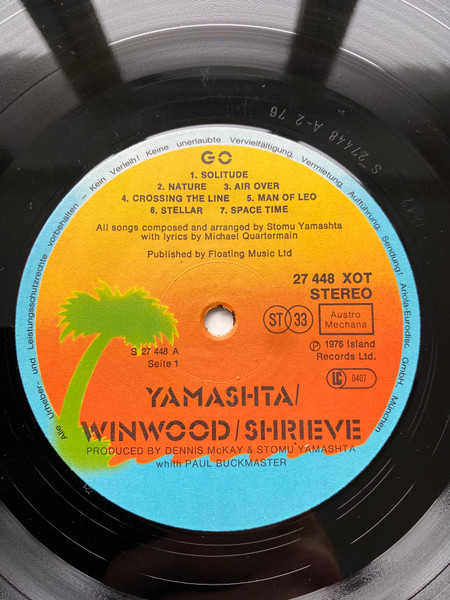 Alle Urheber- und Leistungsschutzrechte vorbehalten - Kein Verleih! Keine unerlaubte Vervielfältigung, Vermietung, Aufführung, Sendung! Ariola-Eurodisc GmbH, München
S 27448 A-2 76
GO
1. SOLITUDE
2. NATURE 3. AIR OVER
4. CROSSING THE LINE 5. MAN OF LEO
6. STELLAR 7. SPACE TIME
All songs composed and arranged by Stomu Yamashta
with lyrics by Michael Quartermain
Published by Floating Music Ltd
27 448 XOT
STEREO
ST 33
Austro
Mechana
S 27 448 A
Seite 1
℗ 1976 Island
Records Ltd.
LC 0407
YAMASHTA/
WINWOOD/SHRIEVE
PRODUCED BY DENNIS McKAY & STOMU YAMASHTA
whith PAUL BUCKMASTER